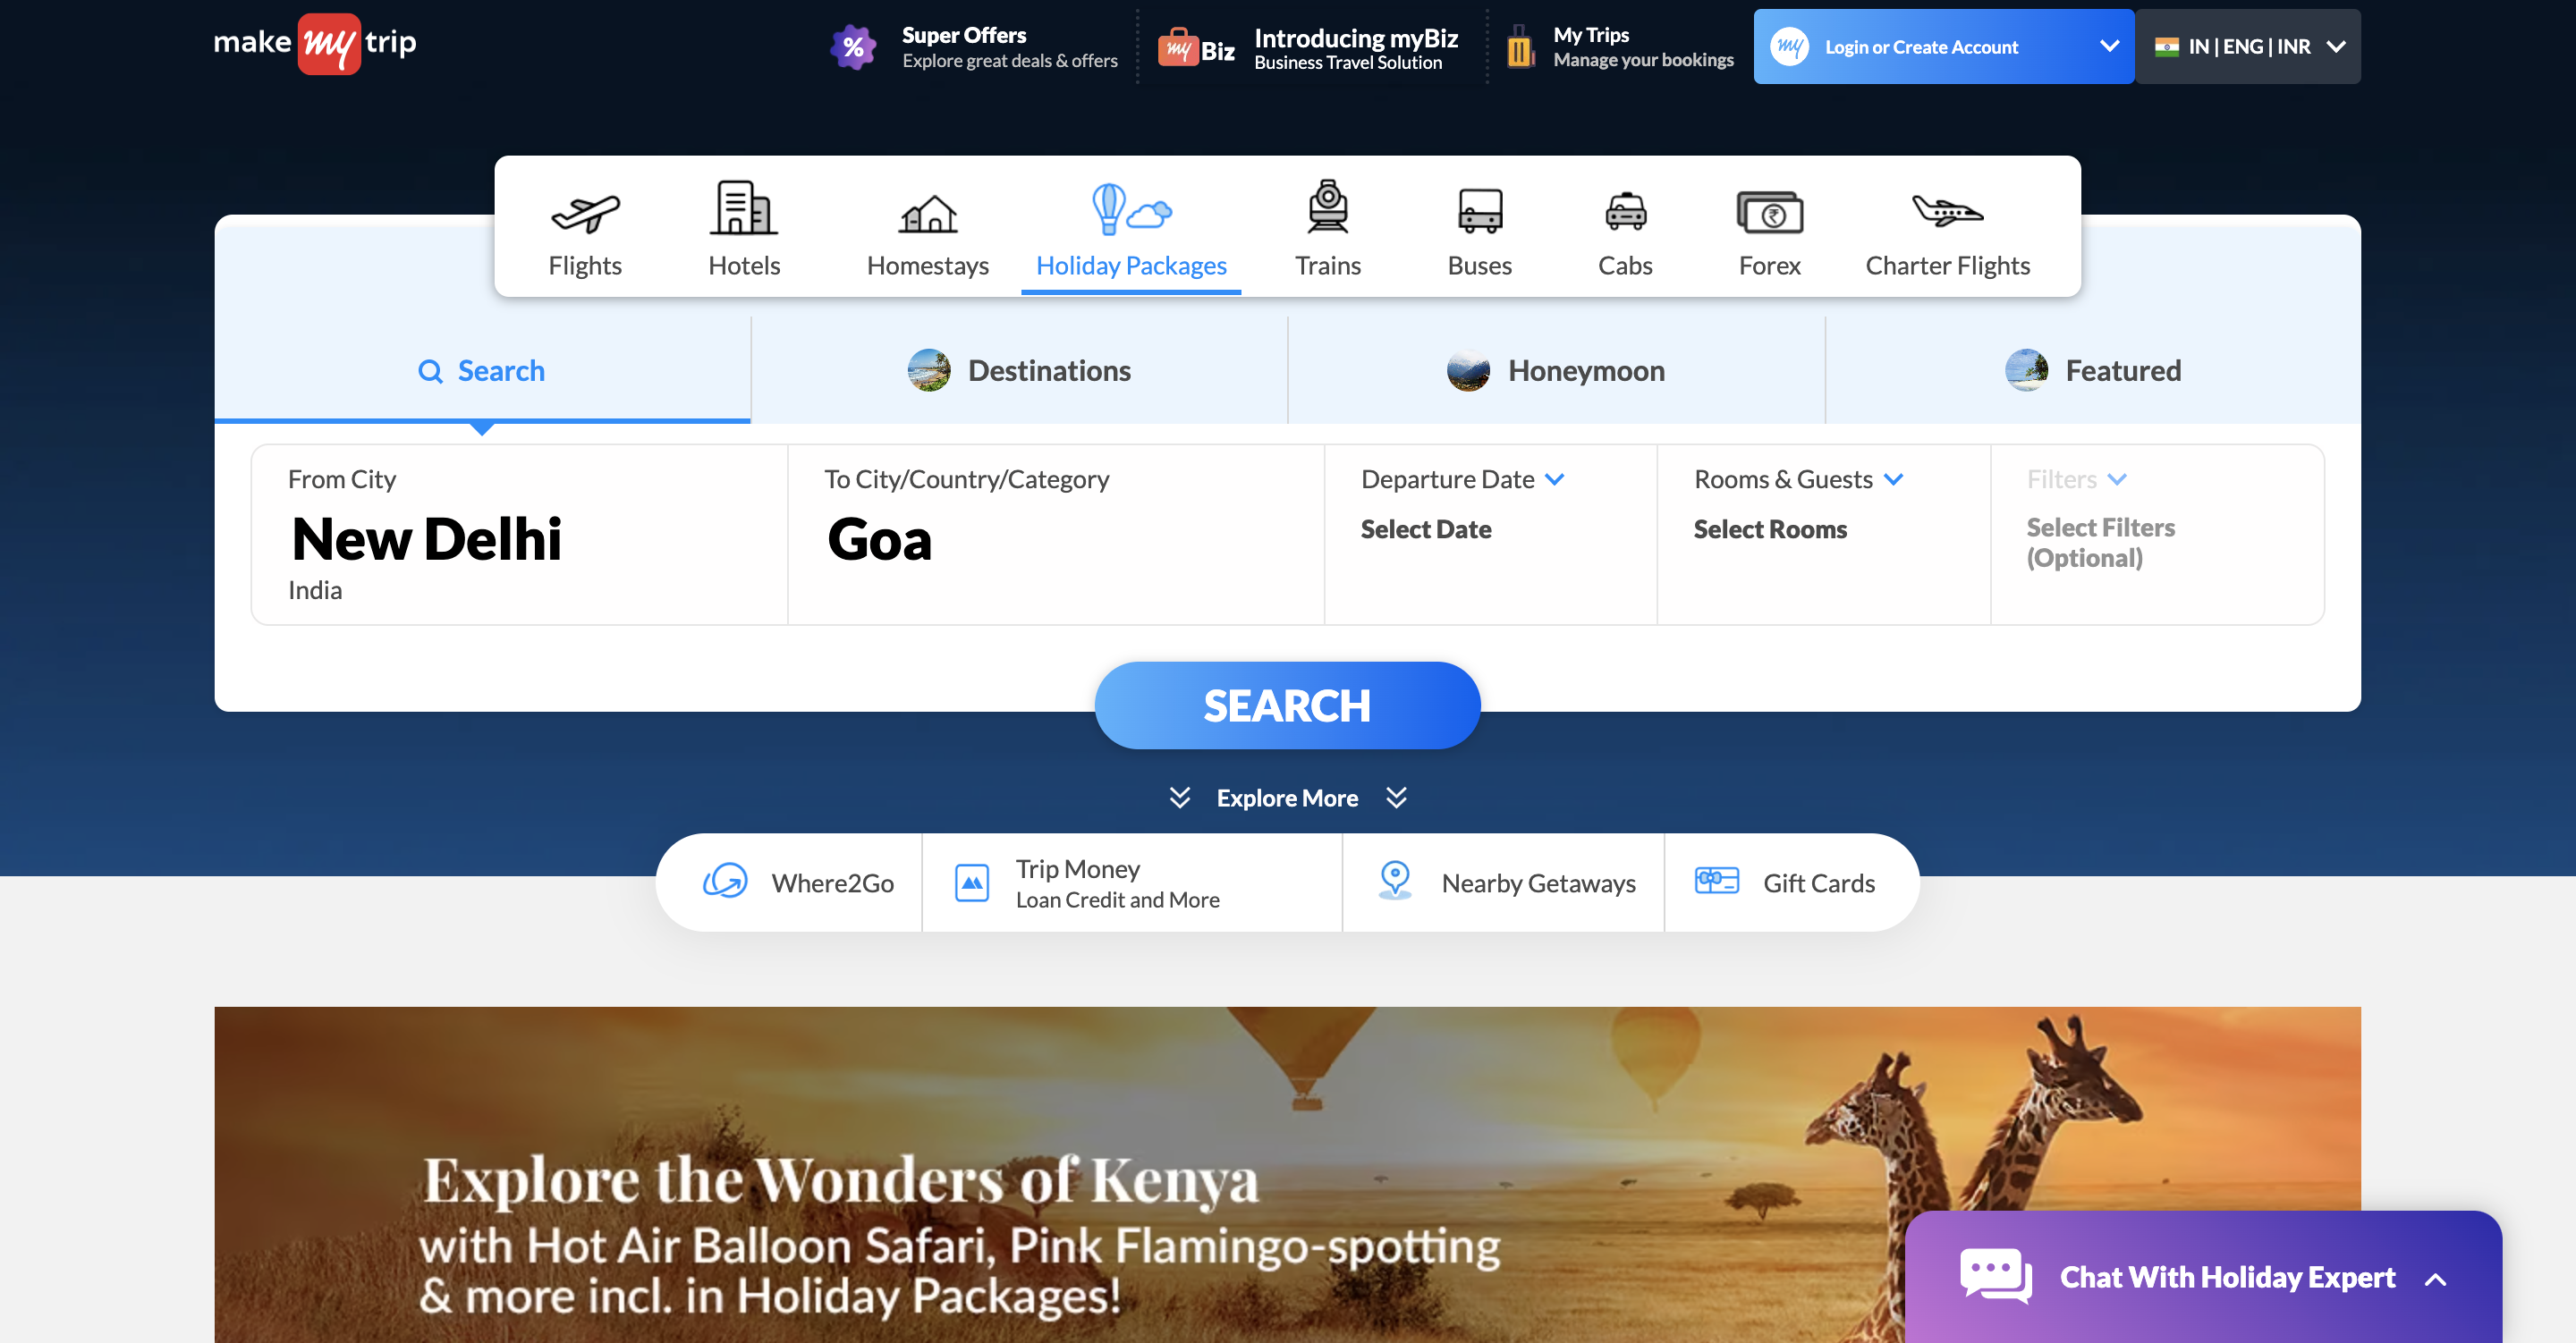 make my trip
Super Offers
Explore great deals & offers
my Biz
Introducing myBiz
Business Travel Solution
My Trips
Manage your bookings
my
Login or Create Account
IN | ENG | INR
Flights
Hotels
Homestays
Holiday Packages
Trains
Buses
Cabs
Forex
Charter Flights
Search
Destinations
Honeymoon
Featured
From City
New Delhi
India
To City/Country/Category
Goa
Departure Date
Select Date
Rooms & Guests
Select Rooms
Filters
Select Filters
(Optional)
SEARCH
Explore More
Where2Go
Trip Money
Loan Credit and More
Nearby Getaways
Gift Cards
Explore the Wonders of Kenya
with Hot Air Balloon Safari, Pink Flamingo-spotting
& more incl. in Holiday Packages!
Chat With Holiday Expert